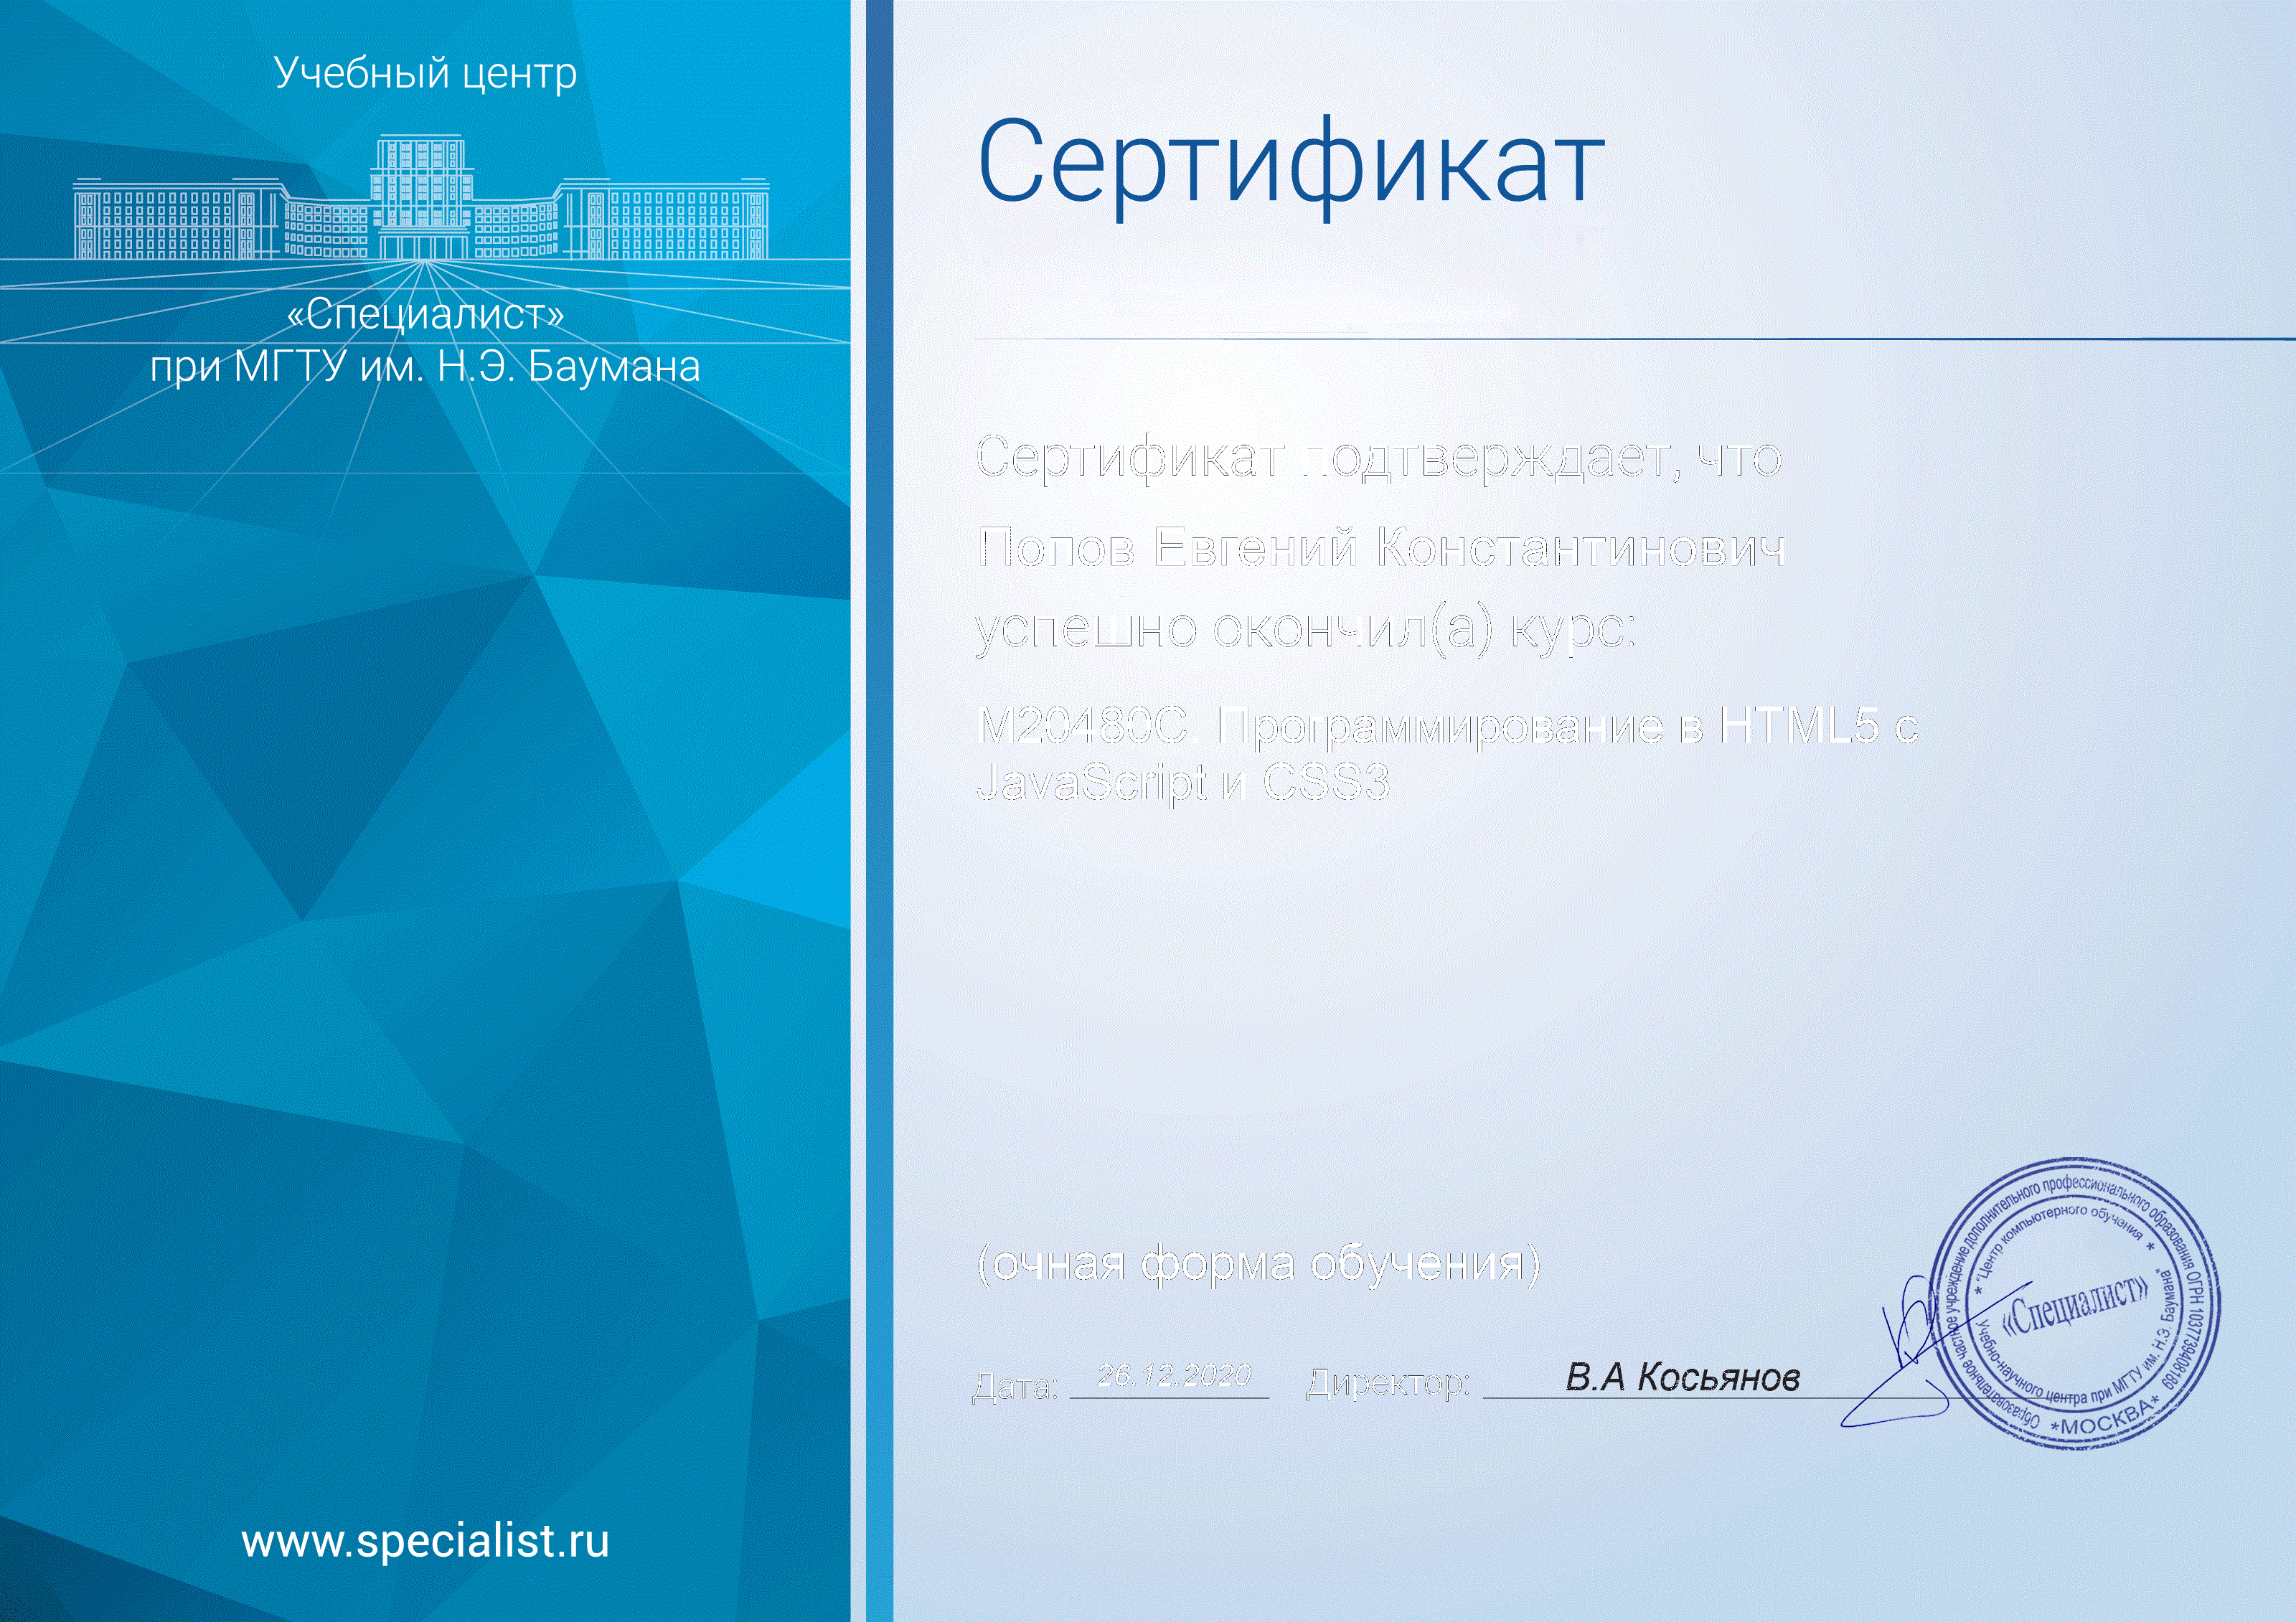 Учебный центр
«Специалист»
при МГТУ им. Н.Э. Баумана
www.specialist.ru
Сертификат
Сертификат подтверждает, что
Попов Евгений Константинович
успешно окончил(а) курс:
М20480С. Программирование в HTML5 с
JavaScript и CSS3
(очная форма обучения)
Дата: 26.12.2020 Директор: В.А Косьянов
Образовательное частное учреждение дополнительного профессионального образования ОГРН 1037739408189
*МОСКВА*
* "Центр компьютерного обучения *
Учебно-научного центра при МГТУ им. Н.Э. Баумана"
«Специалист»